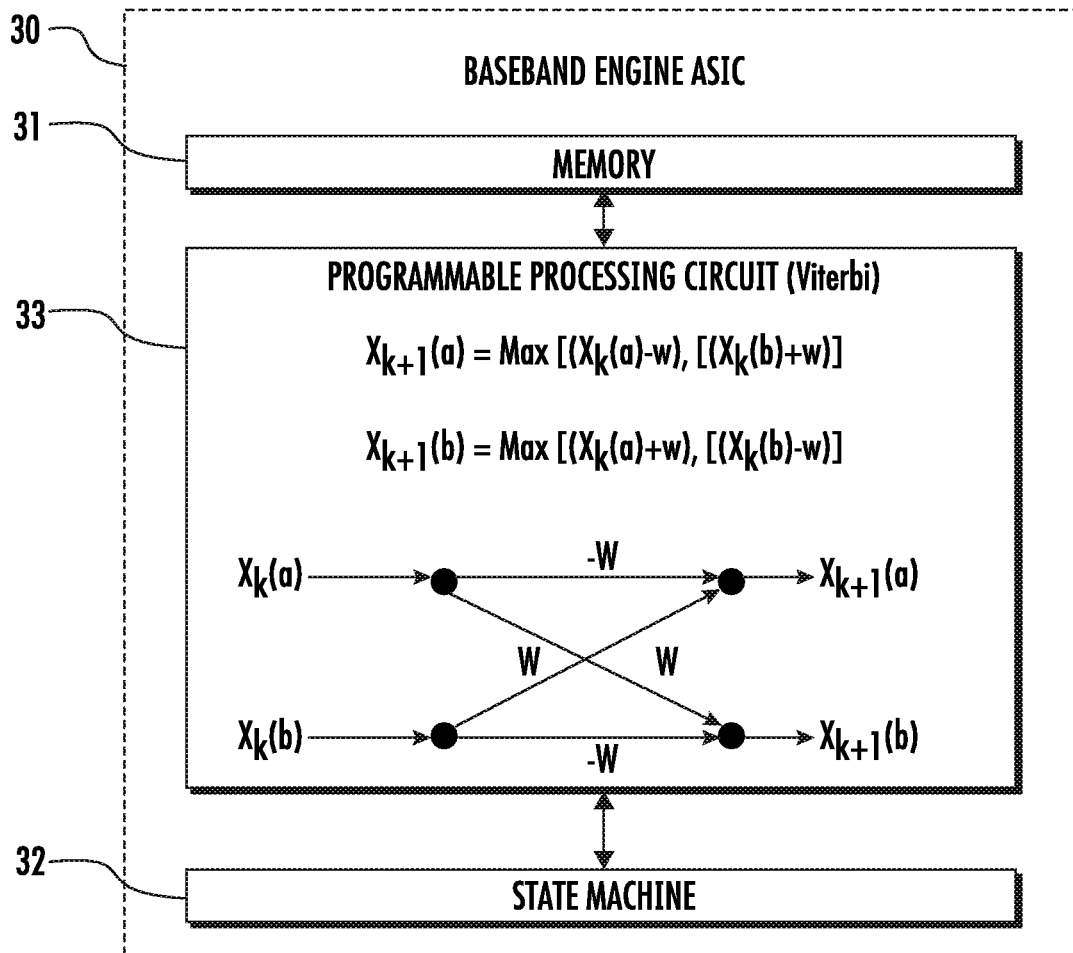 30
BASEBAND ENGINE ASIC
31
MEMORY
33
PROGRAMMABLE PROCESSING CIRCUIT (Viterbi)
Xk+1(a) = Max [(Xk(a)-w), [(Xk(b)+w)]
Xk+1(b) = Max [(Xk(a)+w), [(Xk(b)-w)]
Xk(a) -W Xk+1(a)
W W
Xk(b) -W Xk+1(b)
32
STATE MACHINE